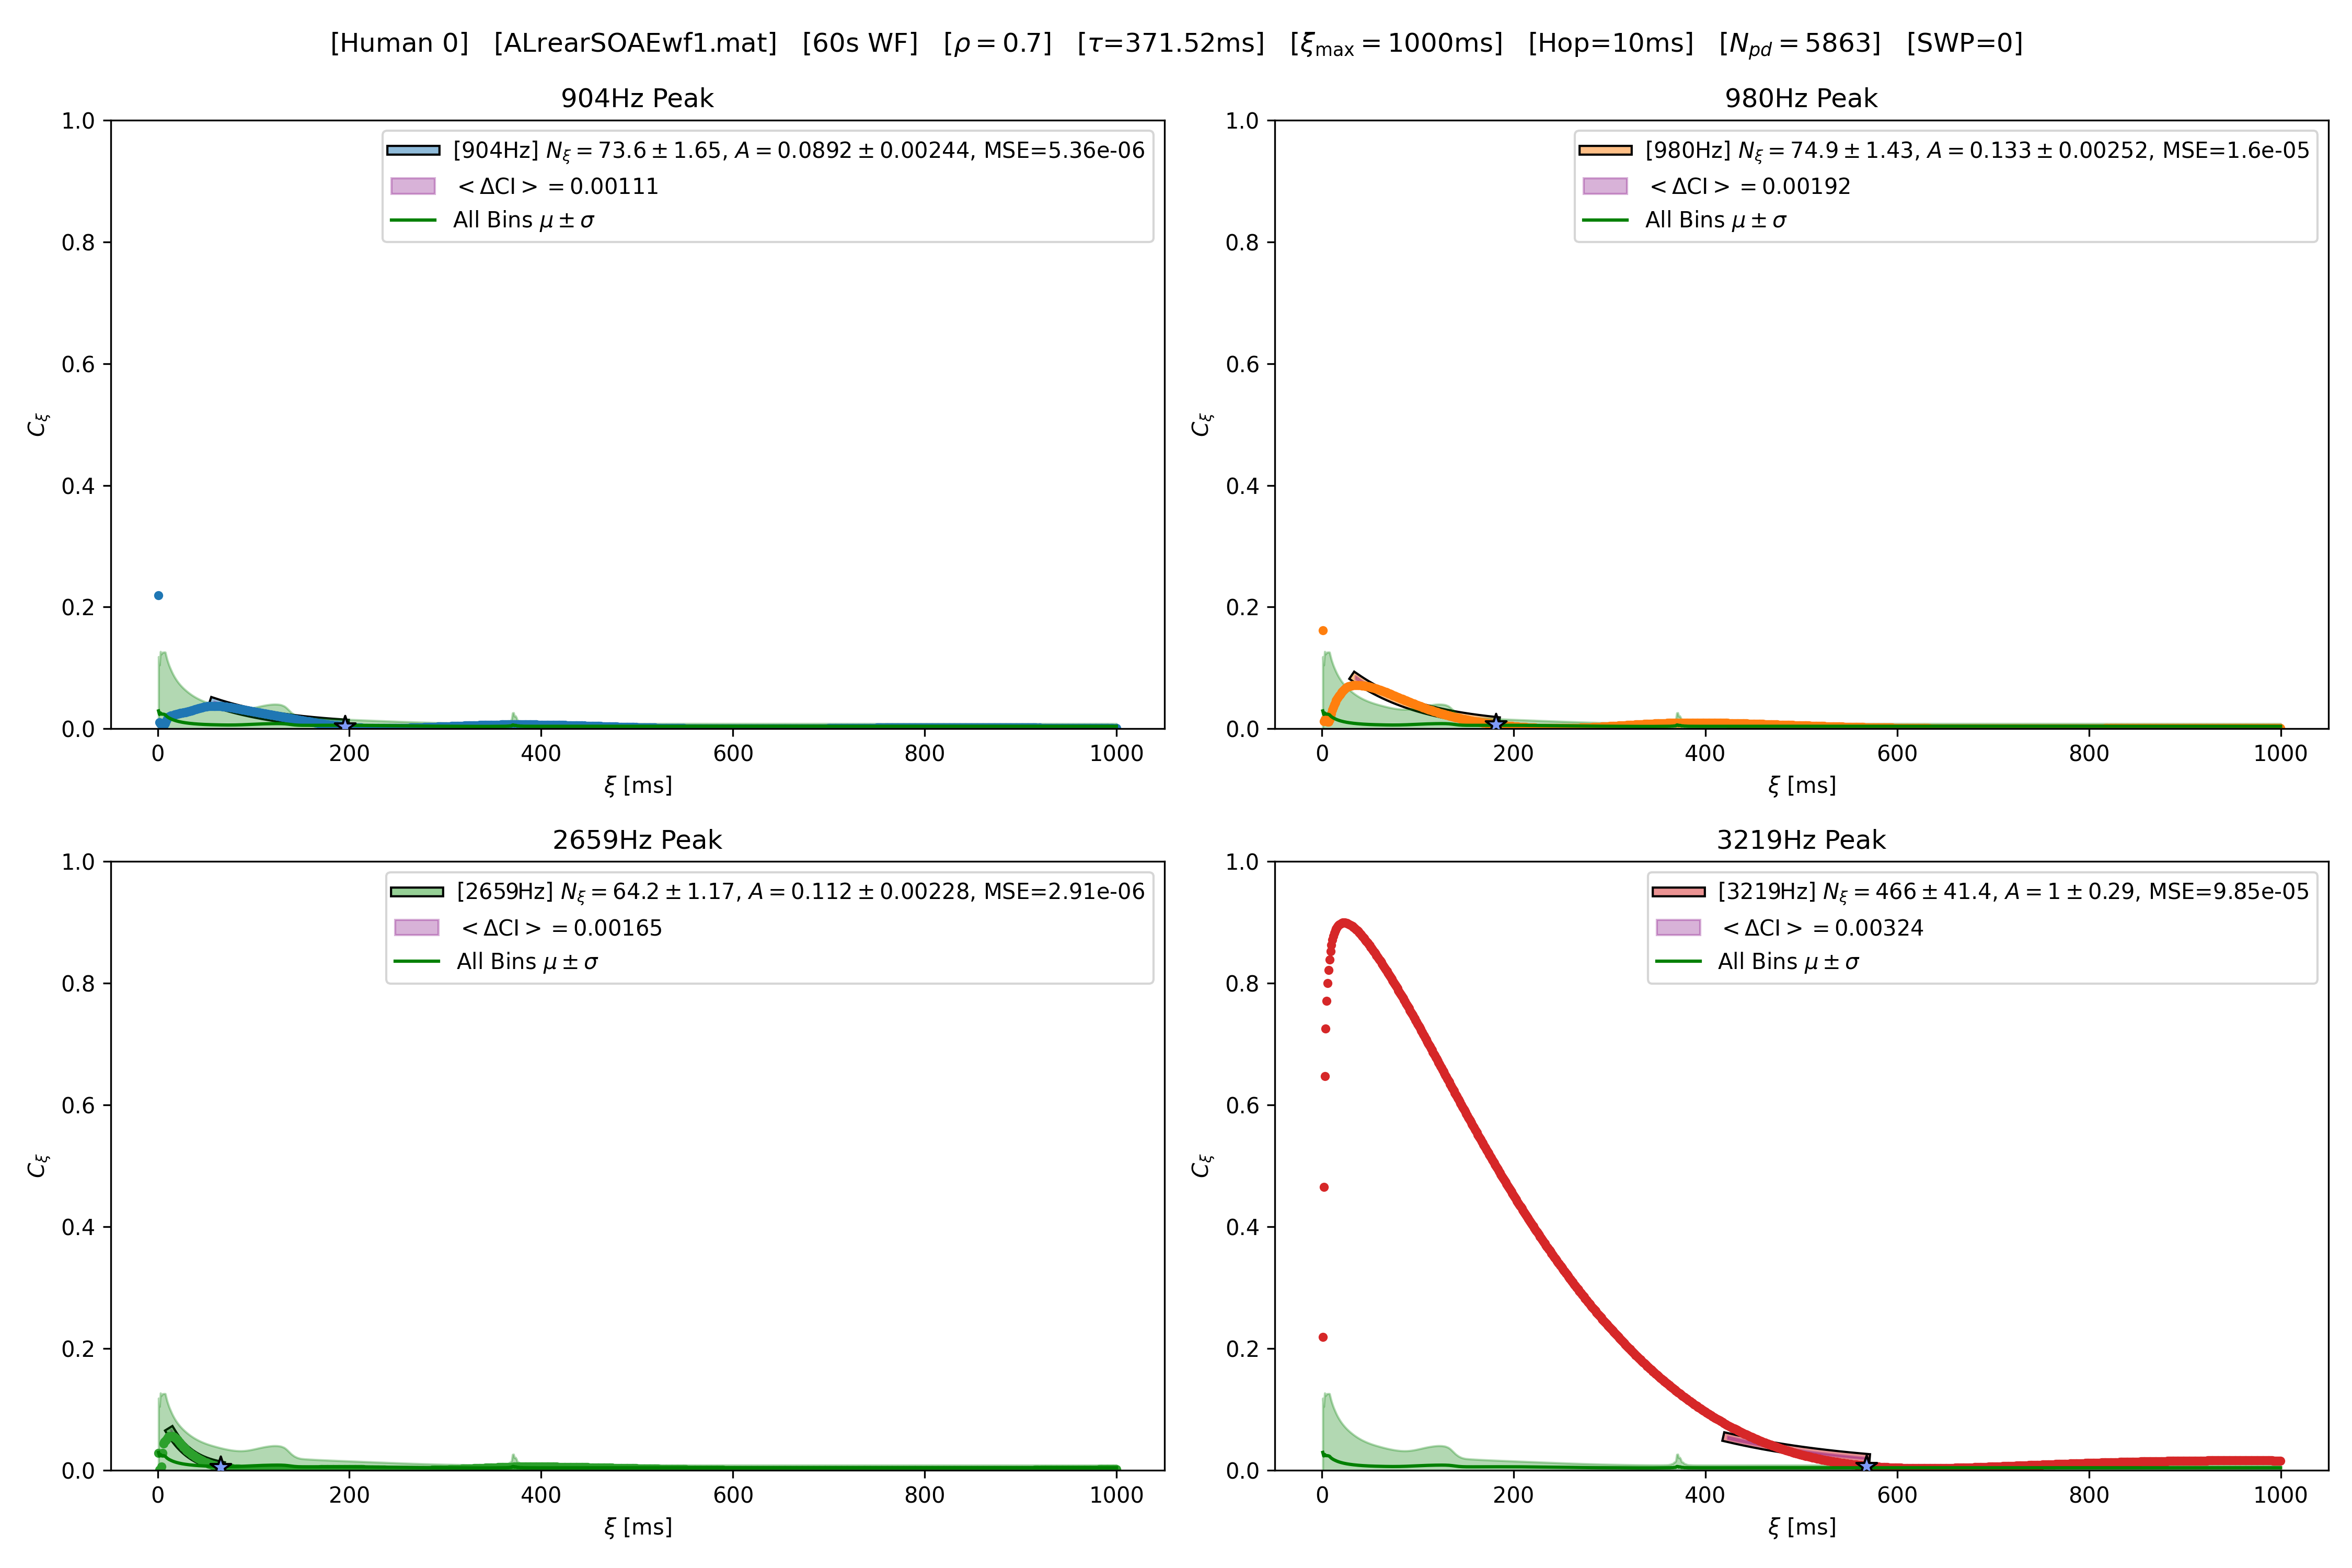 [Human 0] [ALrearSOAEwf1.mat] [60s WF] [ρ = 0.7] [τ=371.52ms] [ξmax = 1000ms] [Hop=10ms] [Npd = 5863] [SWP=0]
904Hz Peak
1.0
0.8
0.6
0.4
0.2
0.0
Cξ
[904Hz] Nξ = 73.6 ± 1.65, A = 0.0892 ± 0.00244, MSE=5.36e-06
< ΔCI > = 0.00111
All Bins μ ± σ
0 200 400 600 800 1000
ξ [ms]
980Hz Peak
1.0
0.8
0.6
0.4
0.2
0.0
Cξ
[980Hz] Nξ = 74.9 ± 1.43, A = 0.133 ± 0.00252, MSE=1.6e-05
< ΔCI > = 0.00192
All Bins μ ± σ
0 200 400 600 800 1000
ξ [ms]
2659Hz Peak
1.0
0.8
0.6
0.4
0.2
0.0
Cξ
[2659Hz] Nξ = 64.2 ± 1.17, A = 0.112 ± 0.00228, MSE=2.91e-06
< ΔCI > = 0.00165
All Bins μ ± σ
0 200 400 600 800 1000
ξ [ms]
3219Hz Peak
1.0
0.8
0.6
0.4
0.2
0.0
Cξ
[3219Hz] Nξ = 466 ± 41.4, A = 1 ± 0.29, MSE=9.85e-05
< ΔCI > = 0.00324
All Bins μ ± σ
0 200 400 600 800 1000
ξ [ms]